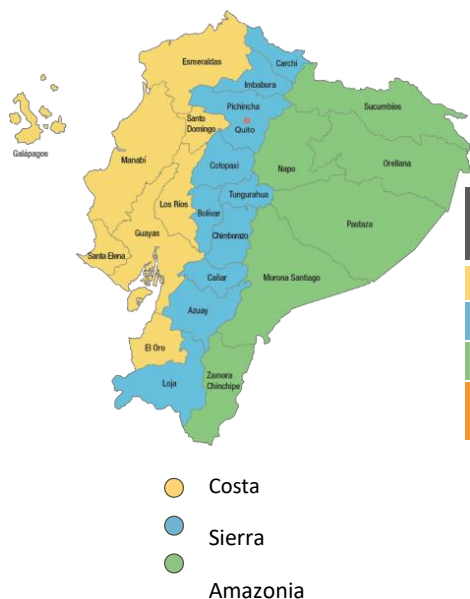 Esmeraldas
Carchi
Imbabura
Pichincha
Quito
Santo
Domingo
Sucumbíos
Galápagos
Manabí
Cotopaxi
Napo
Orellana
Los Ríos
Tungurahua
Bolívar
Pastaza
Guayas
Chimborazo
Santa Elena
Cañar
Morona Santiago
Azuay
El Oro
Loja
Zamora
Chinchipe
Costa
Sierra
Amazonia